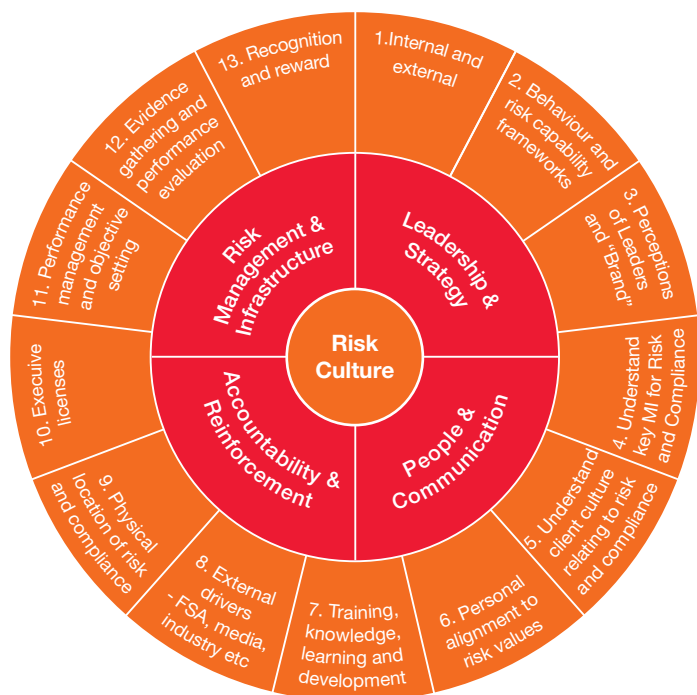 1.Internal and
external
2. Behaviour and
risk capability
frameworks
3. Perceptions
of Leaders
and “Brand”
4. Understand
key MI for Risk
and Compliance
5. Understand
client culture
relating to risk
and compliance
6. Personal
alignment to
risk values
7. Training,
knowledge,
learning and
development
8. External
drivers
- FSA, media,
industry etc
9. Physical
location of risk
and compliance
10. Executive
licenses
11. Performance
management
and objective
setting
12. Evidence
gathering and
performance
evaluation
13. Recognition
and reward
Risk
Management &
Infrastructure
Leadership &
Strategy
Risk
Culture
Accountability &
Reinforcement
People &
Communication